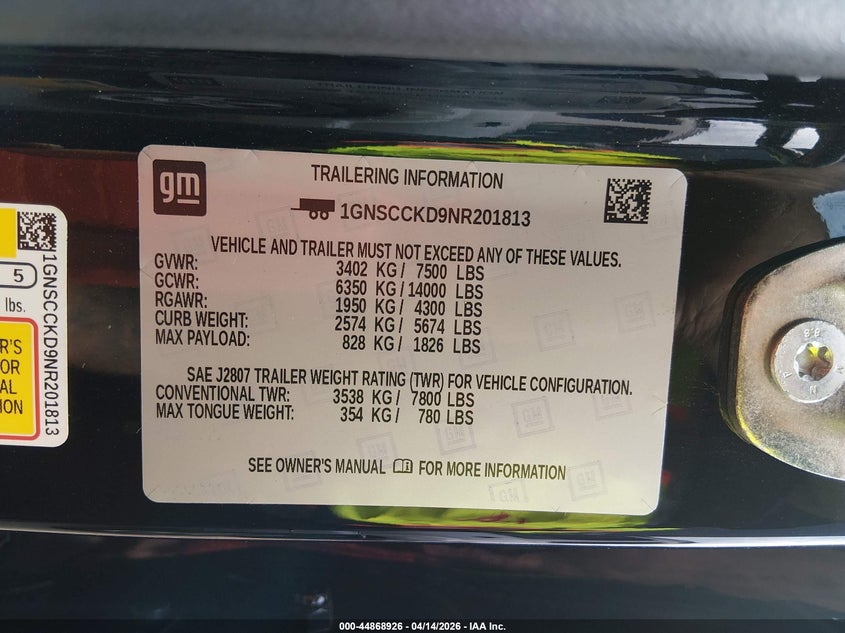 gm
TRAILERING INFORMATION
1GNSCCKD9NR201813
VEHICLE AND TRAILER MUST NOT EXCEED ANY OF THESE VALUES.
GVWR: 3402 KG / 7500 LBS
GCWR: 6350 KG / 14000 LBS
RGAWR: 1950 KG / 4300 LBS
CURB WEIGHT: 2574 KG / 5674 LBS
MAX PAYLOAD: 828 KG / 1826 LBS
SAE J2807 TRAILER WEIGHT RATING (TWR) FOR VEHICLE CONFIGURATION.
CONVENTIONAL TWR: 3538 KG / 7800 LBS
MAX TONGUE WEIGHT: 354 KG / 780 LBS
SEE OWNER'S MANUAL FOR MORE INFORMATION
5
lbs.
1GNSCCKD9NR201813
000-44868926 - 04/14/2026 - IAA Inc.